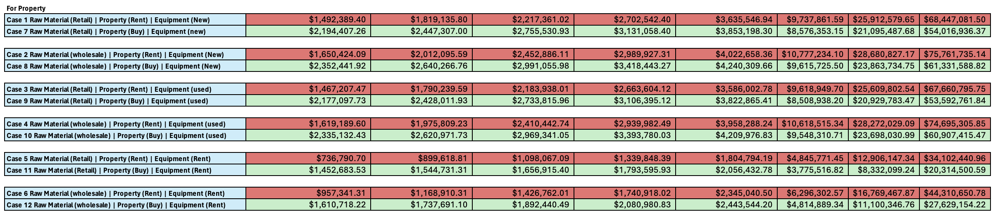 For Property
Case 1 Raw Material (Retail) | Property (Rent) | Equipment (New) $1,492,389.40 $1,819,135.80 $2,217,361.02 $2,702,542.40 $3,635,546.94 $9,737,861.59 $25,912,579.65 $68,447,081.50
Case 7 Raw Material (Retail) | Property (Buy) | Equipment (new) $2,194,407.26 $2,447,307.00 $2,755,530.93 $3,131,058.40 $3,853,198.30 $8,576,353.15 $21,095,487.68 $54,016,936.37
Case 2 Raw Material (wholesale) | Property (Rent) | Equipment (New) $1,650,424.09 $2,012,095.59 $2,452,886.11 $2,989,927.31 $4,022,658.36 $10,777,234.10 $28,680,827.17 $75,761,735.14
Case 8 Raw Material (wholesale) | Property (Buy) | Equipment (New) $2,352,441.92 $2,640,266.76 $2,991,055.98 $3,418,443.27 $4,240,309.66 $9,615,725.50 $23,863,734.75 $61,331,588.82
Case 3 Raw Material (Retail) | Property (Rent) | Equipment (used) $1,467,207.47 $1,790,239.59 $2,183,938.01 $2,663,604.12 $3,586,002.78 $9,618,949.70 $25,609,802.54 $67,660,795.75
Case 9 Raw Material (Retail) | Property (Buy) | Equipment (used) $2,177,097.73 $2,428,011.93 $2,733,815.96 $3,106,395.12 $3,822,865.41 $8,508,938.20 $20,929,783.47 $53,592,761.84
Case 4 Raw Material (wholesale) | Property (Rent) | Equipment (used) $1,619,189.60 $1,975,809.23 $2,410,442.74 $2,939,982.49 $3,958,288.24 $10,618,515.34 $28,272,029.09 $74,695,305.85
Case 10 Raw Material (wholesale) | Property (Buy) | Equipment (used) $2,335,132.43 $2,620,971.73 $2,969,341.05 $3,393,780.03 $4,209,976.83 $9,548,310.71 $23,698,030.99 $60,907,415.47
Case 5 Raw Material (Retail) | Property (Rent) | Equipment (Rent) $736,790.70 $899,618.81 $1,098,067.09 $1,339,848.39 $1,804,794.19 $4,845,771.45 $12,906,147.34 $34,102,440.96
Case 11 Raw Material (Retail) | Property (Buy) | Equipment (Rent) $1,452,683.53 $1,544,731.31 $1,656,915.40 $1,793,595.93 $2,056,432.78 $3,775,516.82 $8,332,099.24 $20,314,500.59
Case 6 Raw Material (wholesale) | Property (Rent) | Equipment (Rent) $957,341.31 $1,168,910.31 $1,426,762.01 $1,740,918.02 $2,345,040.50 $6,296,302.57 $16,769,467.87 $44,310,650.78
Case 12 Raw Material (wholesale) | Property (Buy) | Equipment (Rent) $1,610,718.22 $1,737,691.10 $1,892,440.49 $2,080,980.83 $2,443,544.20 $4,814,889.34 $11,100,346.76 $27,629,154.22